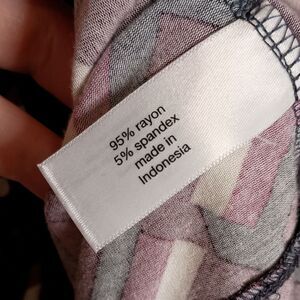 95% rayon
5% spandex
made in
Indonesia